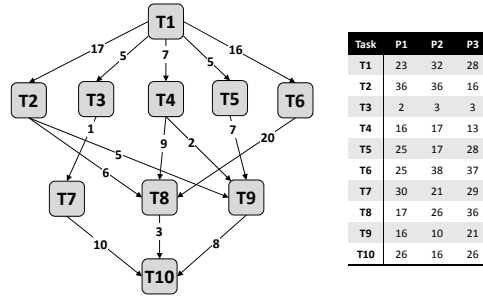 T1
17
5
7
5
16
T2
T3
T4
T5
T6
1
9
2
7
20
5
6
T7
T8
T9
10
3
8
T10
Task P1 P2 P3
T1 23 32 28
T2 36 36 16
T3 2 3 3
T4 16 17 13
T5 25 17 28
T6 25 38 37
T7 30 21 29
T8 17 26 36
T9 16 10 21
T10 26 16 26